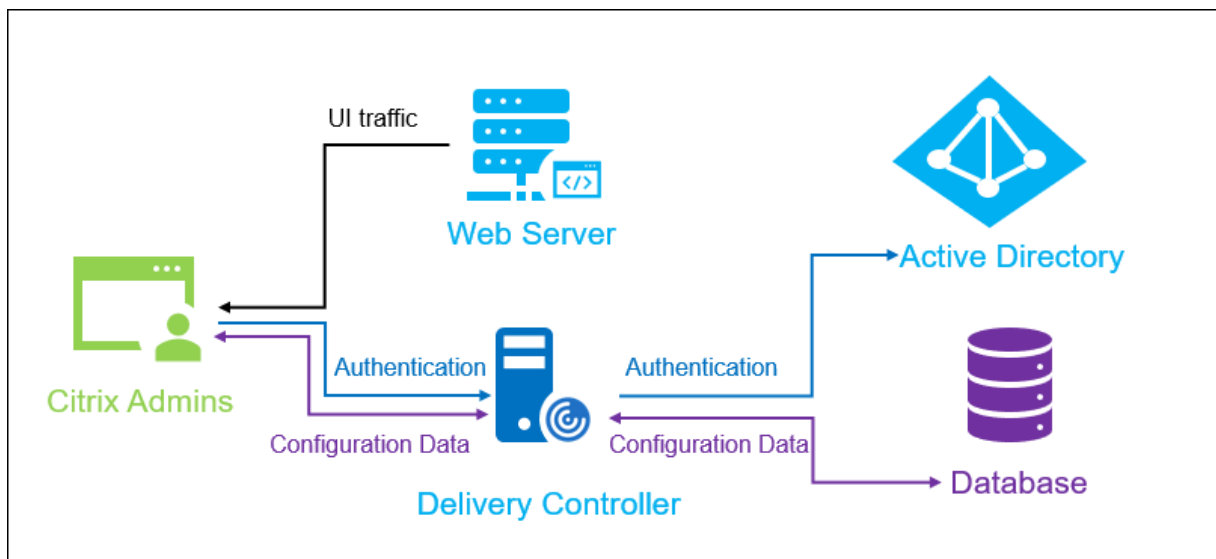 UI traffic
Web Server
Active Directory
Citrix Admins
Authentication
Authentication
Configuration Data
Configuration Data
Database
Delivery Controller